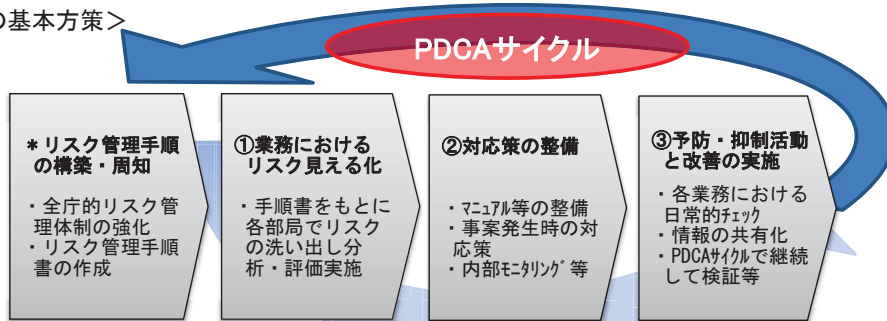 の基本方策＞
PDCAサイクル
＊リスク管理手順
の構築・周知
・全庁的リスク管
理体制の強化
・リスク管理手順
書の作成
①業務における
リスク見える化
・手順書をもとに
各部局でリスク
の洗い出し分
析・評価実施
②対応策の整備
・ﾏﾆｭｱﾙ等の整備
・事案発生時の対
応策
・内部ﾓﾆﾀﾘﾝｸﾞ等
③予防・抑制活動
と改善の実施
・各業務における
日常的ﾁｪｯｸ
・情報の共有化
・PDCAｻｲｸﾙで継続
して検証等